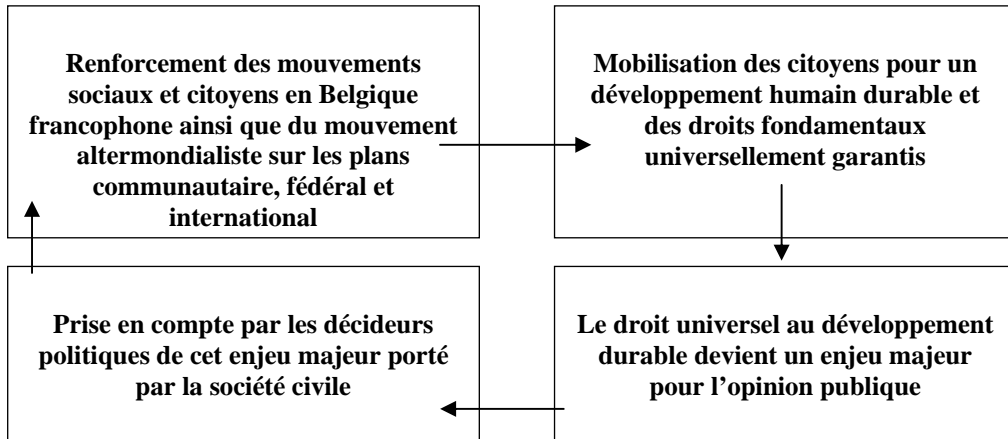 Renforcement des mouvements
sociaux et citoyens en Belgique
francophone ainsi que du mouvement
altermondialiste sur les plans
communautaire, fédéral et
international
Mobilisation des citoyens pour un
développement humain durable et
des droits fondamentaux
universellement garantis
Prise en compte par les décideurs
politiques de cet enjeu majeur porté
par la société civile
Le droit universel au développement
durable devient un enjeu majeur
pour l’opinion publique